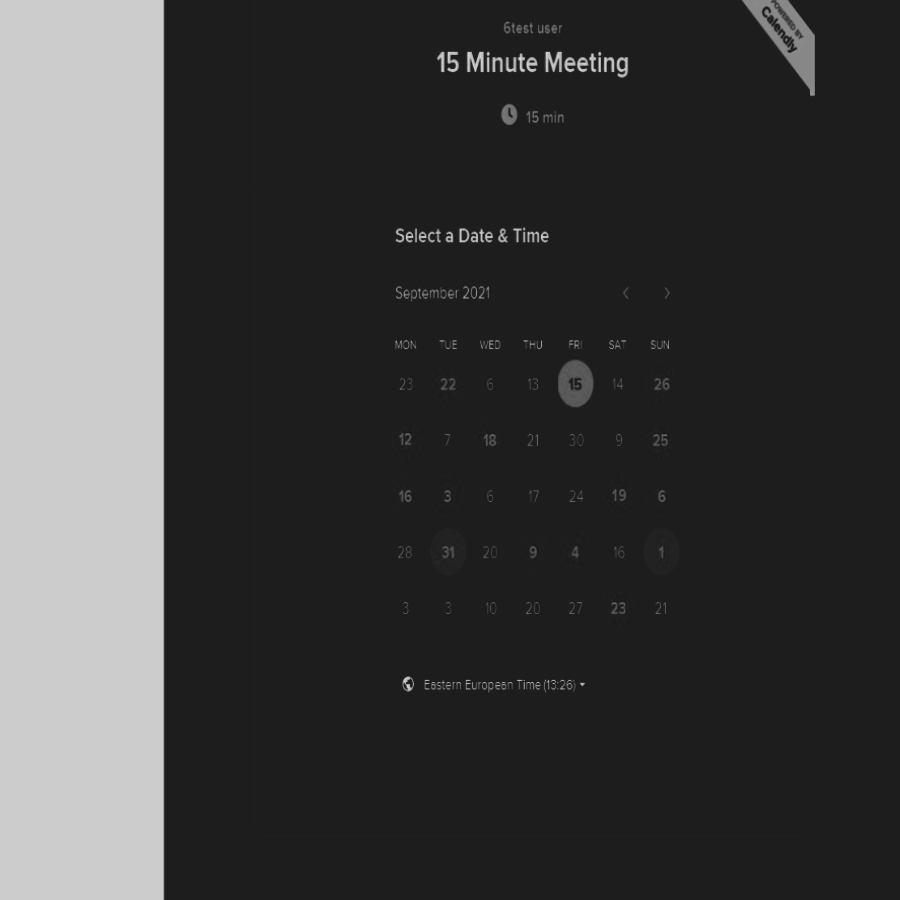 POWERED BY
Calendly
6test user
15 Minute Meeting
15 min
Select a Date & Time
September 2021
MON TUE WED THU FRI SAT SUN
23 22 6 13 15 14 26
12 7 18 21 30 9 25
16 3 6 17 24 19 6
28 31 20 9 4 16 1
3 3 10 20 27 23 21
Eastern European Time (13:26)